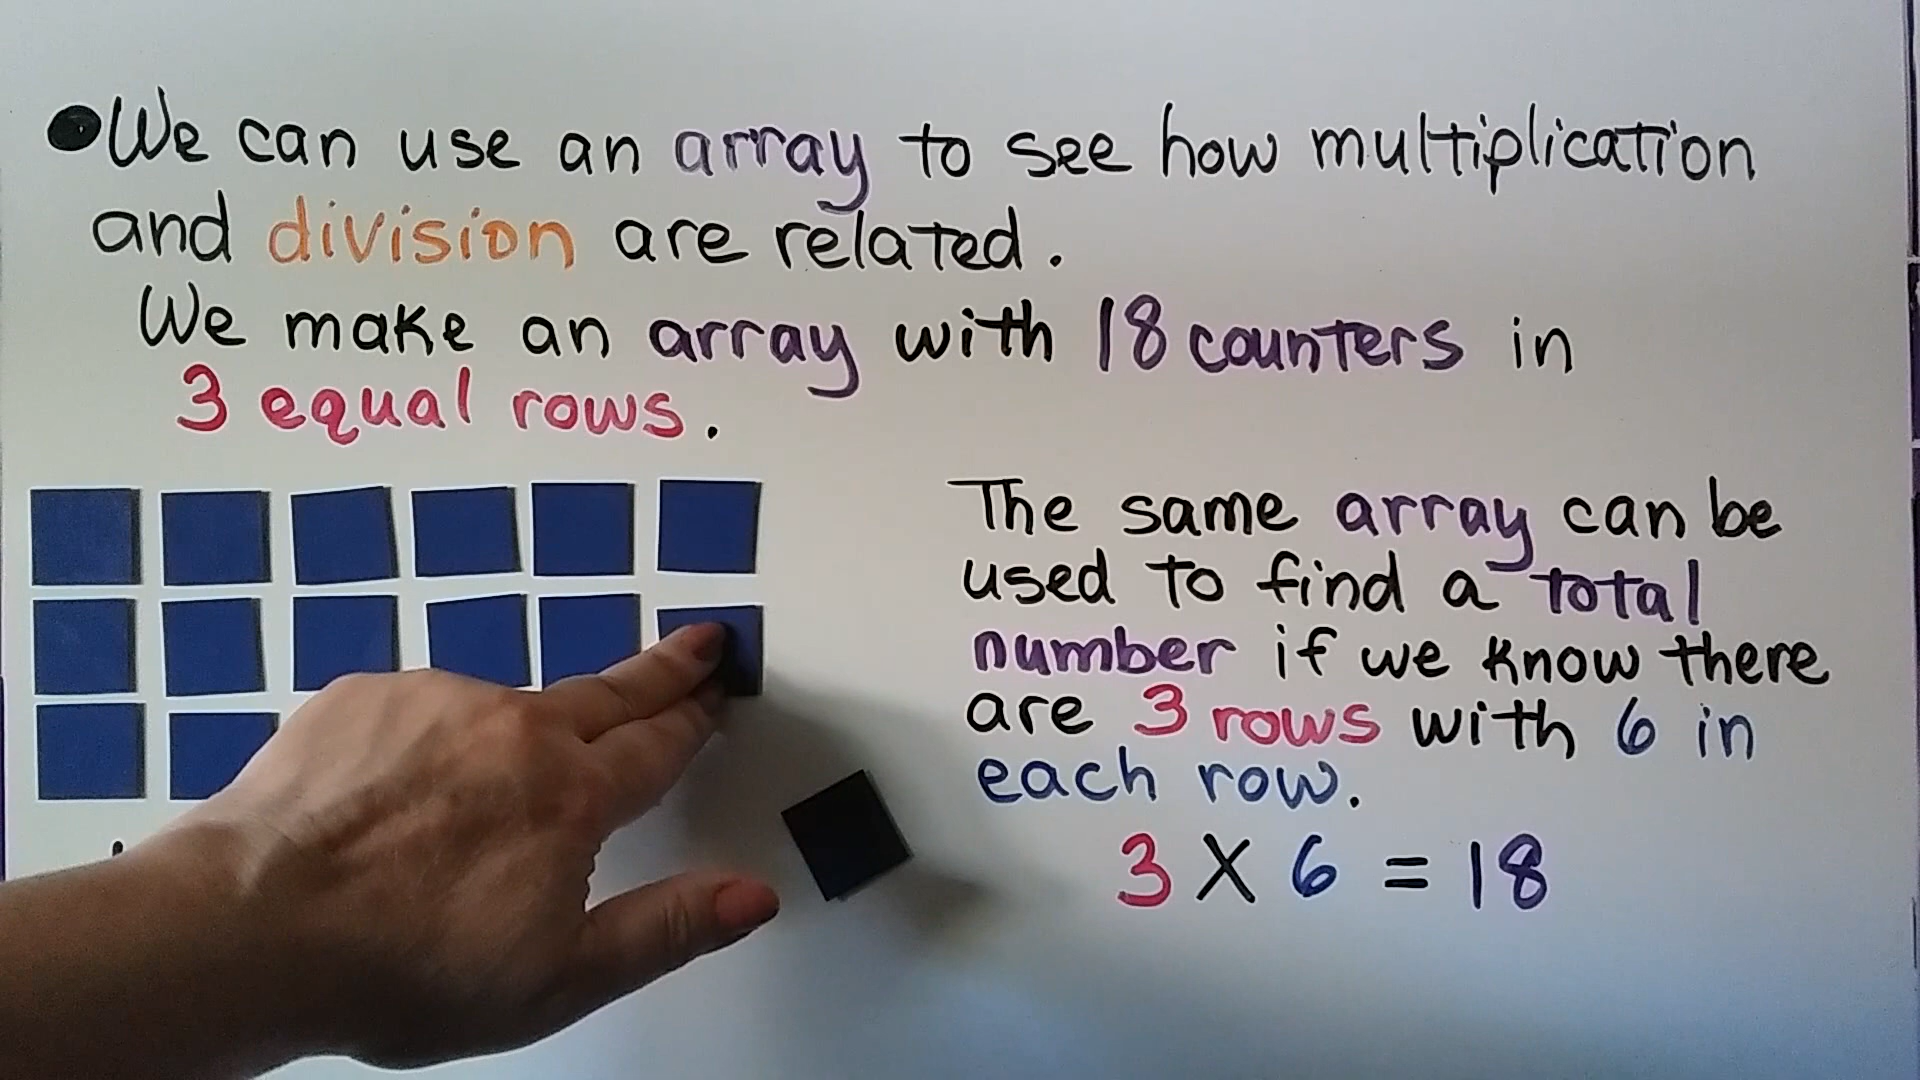 We can use an array to see how multiplication
and division are related.
We make an array with 18 counters in
3 equal rows.
The same array can be
used to find a total
number if we know there
are 3 rows with 6 in
each row.
3 X 6 = 18